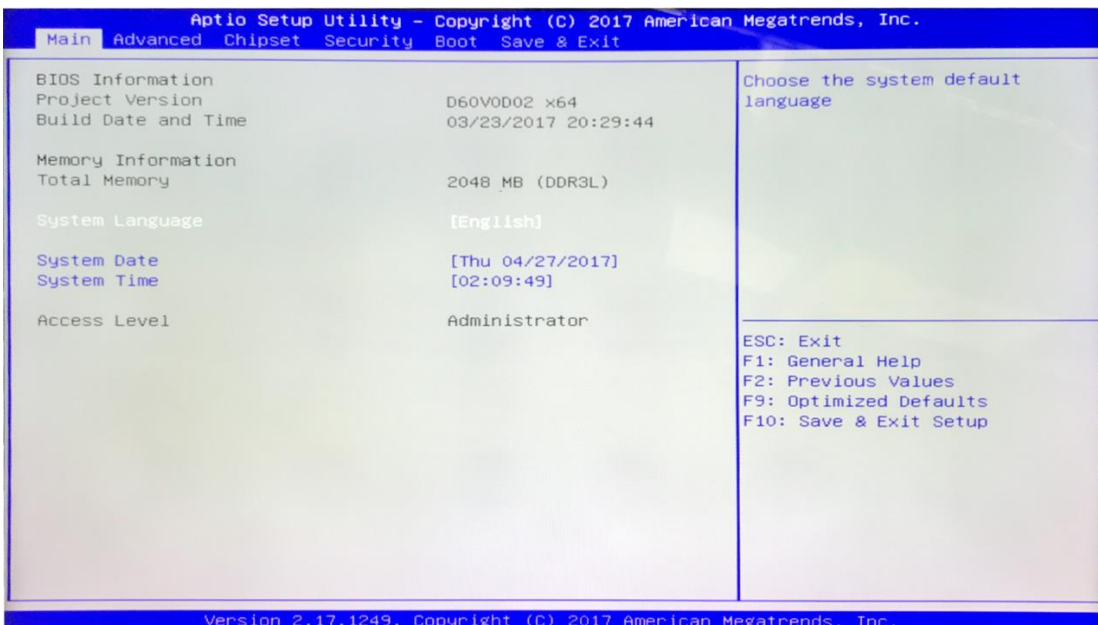 Aptio Setup Utility – Copyright (C) 2017 American Megatrends, Inc.
Main Advanced Chipset Security Boot Save & Exit
BIOS Information
Project Version D60V0D02 x64
Build Date and Time 03/23/2017 20:29:44
Memory Information
Total Memory 2048 MB (DDR3L)
System Language [English]
System Date [Thu 04/27/2017]
System Time [02:09:49]
Access Level Administrator
Choose the system default
language
ESC: Exit
F1: General Help
F2: Previous Values
F9: Optimized Defaults
F10: Save & Exit Setup
Version 2.17.1249. Copyright (C) 2017 American Megatrends, Inc.